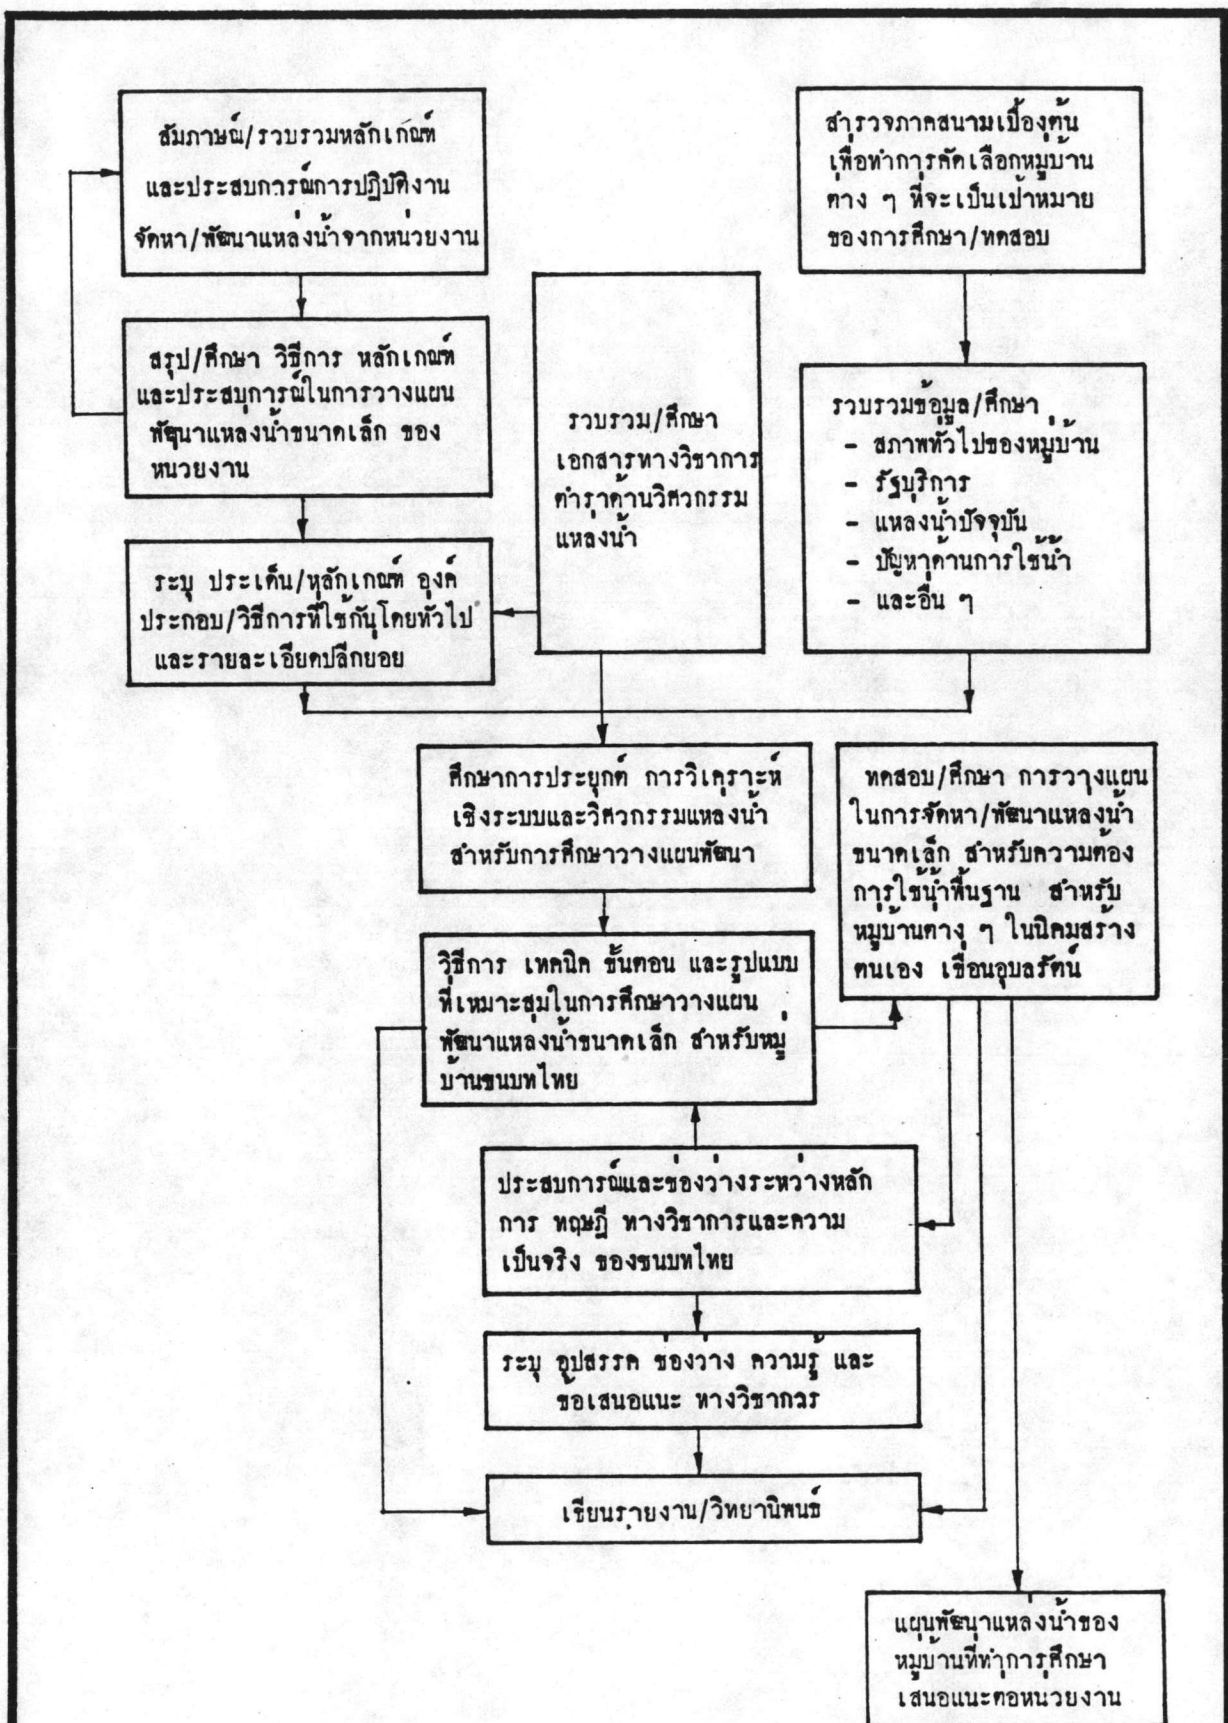 สัมภาษณ์/รวบรวมหลักเกณฑ์
และประสบการณ์การปฏิบัติงาน
จัดหา/พัฒนาแหล่งน้ำจากหน่วยงาน
สำรวจภาคสนามเบื้องต้น
เพื่อทำการคัดเลือกหมู่บ้าน
ต่าง ๆ ที่จะเป็นเป้าหมาย
ของการศึกษา/ทดสอบ
สรุป/ศึกษา วิธีการ หลักเกณฑ์
และประสบการณ์ในการวางแผน
พัฒนาแหล่งน้ำขนาดเล็ก ของ
หนวยงาน
รวบรวม/ศึกษา
เอกสารทางวิชาการ
ตำราด้านวิศวกรรม
แหลงน้ำ
รวบรวมข้อมูล/ศึกษา
- สภาพทั่วไปของหมู่บ้าน
- รัฐบริการ
- แหลงน้ำปัจจุบัน
- ปัญหาด้านการใช้น้ำ
- และอื่น ๆ
ระบุ ประเด็น/หลักเกณฑ์ องค์
ประกอบ/วิธีการที่ใช้กันโดยทั่วไป
และรายละเอียดปลีกยอย
ศึกษาการประยุกต์ การวิเคราะห์
เชิงระบบและวิศวกรรมแหลงน้ำ
สำหรับการศึกษาวางแผนพัฒนา
ทดสอบ/ศึกษา การวางแผน
ในการจัดหา/พัฒนาแหลงน้ำ
ขนาดเล็ก สำหรับความต้อง
การใช้น้ำพื้นฐาน สำหรับ
หมู่บ้านตาง ๆ ในนิคมสร้าง
ตนเอง เขื่อนอุบลรัตน์
วิธีการ เทคนิค ขั้นตอน และรูปแบบ
ที่เหมาะสมในการศึกษาวางแผน
พัฒนาแหลงน้ำขนาดเล็ก สำหรับหมู่
บ้านชนบทไทย
ประสบการณ์และช่องว่างระหว่างหลัก
การ ทฤษฎี ทางวิชาการและความ
เป็นจริง ของชนบทไทย
ระบุ อุปสรรค ช่องว่าง ความรู้ และ
ข้อเสนอแนะ ทางวิชาการ
เขียนรายงาน/วิทยานิพนธ์
แผนพัฒนาแหล่งน้ำของ
หมู่บ้านที่ทำการศึกษา
เสนอแนะตอหน่วยงาน